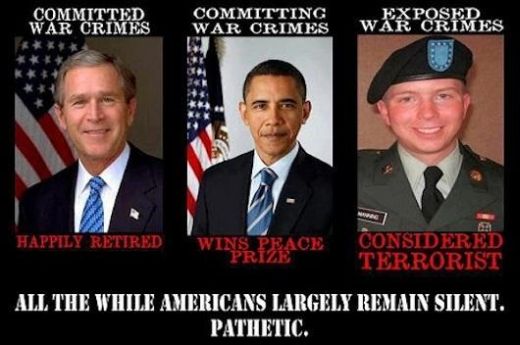 COMMITTED
WAR CRIMES
COMMITTING
WAR CRIMES
EXPOSED
WAR CRIMES
MANNING
HAPPILY RETIRED
WINS PEACE
PRIZE
CONSIDERED
TERRORIST
ALL THE WHILE AMERICANS LARGELY REMAIN SILENT.
PATHETIC.